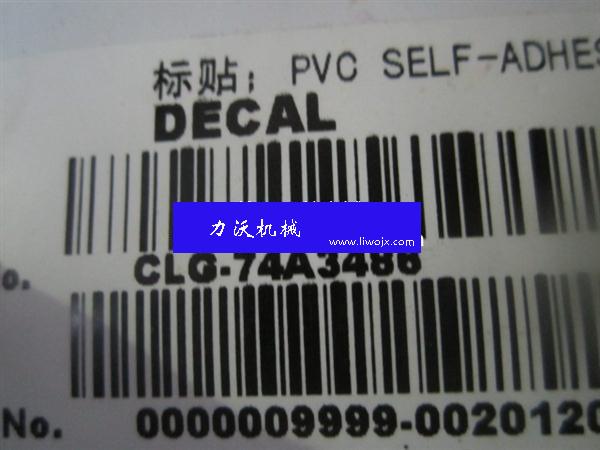 标贴: PVC SELF-ADHES
DECAL
力沃机械
www.liwojx.com
o. CLG-74A3486
No. 0000009999-0020120